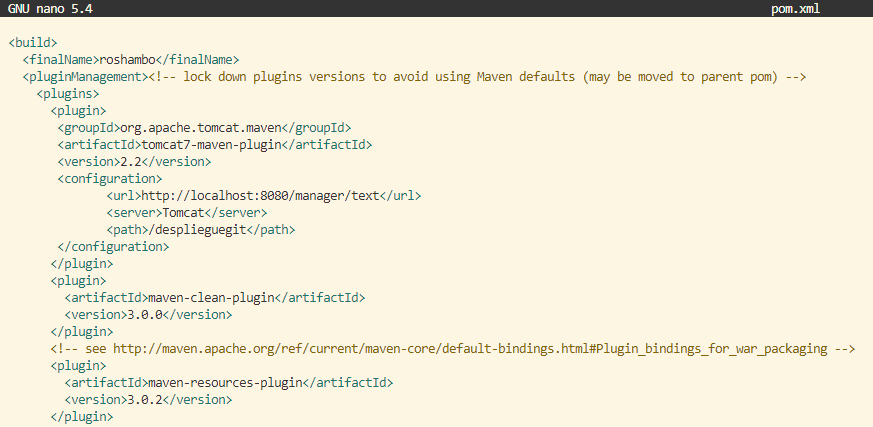 GNU nano 5.4 pom.xml
<build>
<finalName>roshambo</finalName>
<pluginManagement><!-- lock down plugins versions to avoid using Maven defaults (may be moved to parent pom) -->
<plugins>
<plugin>
<groupId>org.apache.tomcat.maven</groupId>
<artifactId>tomcat7-maven-plugin</artifactId>
<version>2.2</version>
<configuration>
<url>http://localhost:8080/manager/text</url>
<server>Tomcat</server>
<path>/desplieguegit</path>
</configuration>
</plugin>
<plugin>
<artifactId>maven-clean-plugin</artifactId>
<version>3.0.0</version>
</plugin>
<!-- see http://maven.apache.org/ref/current/maven-core/default-bindings.html#Plugin_bindings_for_war_packaging -->
<plugin>
<artifactId>maven-resources-plugin</artifactId>
<version>3.0.2</version>
</plugin>